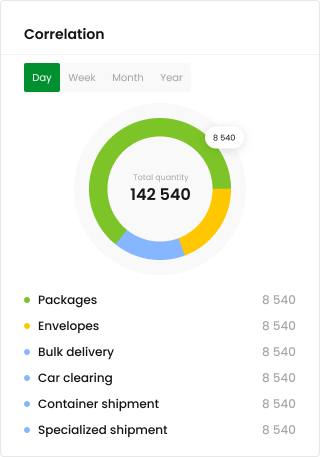 Correlation
Day Week Month Year
8 540
Total quantity
142 540
Packages 8 540
Envelopes 8 540
Bulk delivery 8 540
Car clearing 8 540
Container shipment 8 540
Specialized shipment 8 540